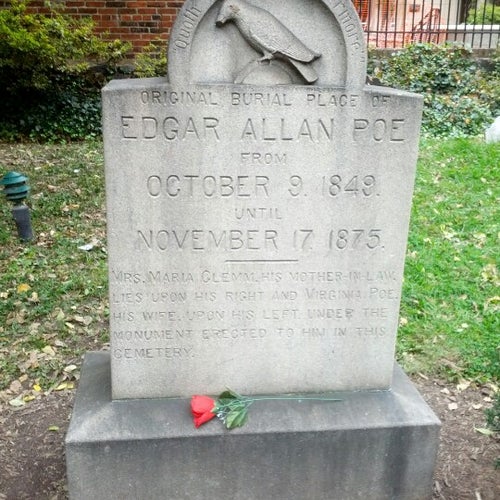 "Quoth
nevermore"
ORIGINAL BURIAL PLACE OF
EDGAR ALLAN POE
FROM
OCTOBER 9, 1849.
UNTIL
NOVEMBER 17, 1875.
MRS. MARIA CLEMM, HIS MOTHER-IN-LAW,
LIES UPON HIS RIGHT AND VIRGINIA POE,
HIS WIFE, UPON HIS LEFT, UNDER THE
MONUMENT ERECTED TO HIM IN THIS
CEMETERY.